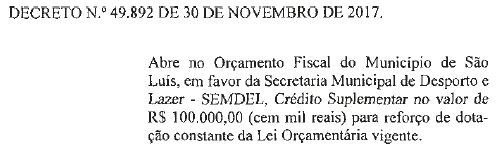 DECRETO N.º 49.892 DE 30 DE NOVEMBRO DE 2017.
Abre no Orçamento Fiscal do Município de São
Luís, em favor da Secretaria Municipal de Desporto e
Lazer - SEMDEL, Crédito Suplementar no valor de
R$ 100.000,00 (cem mil reais) para reforço de dota-
ção constante da Lei Orçamentária vigente.